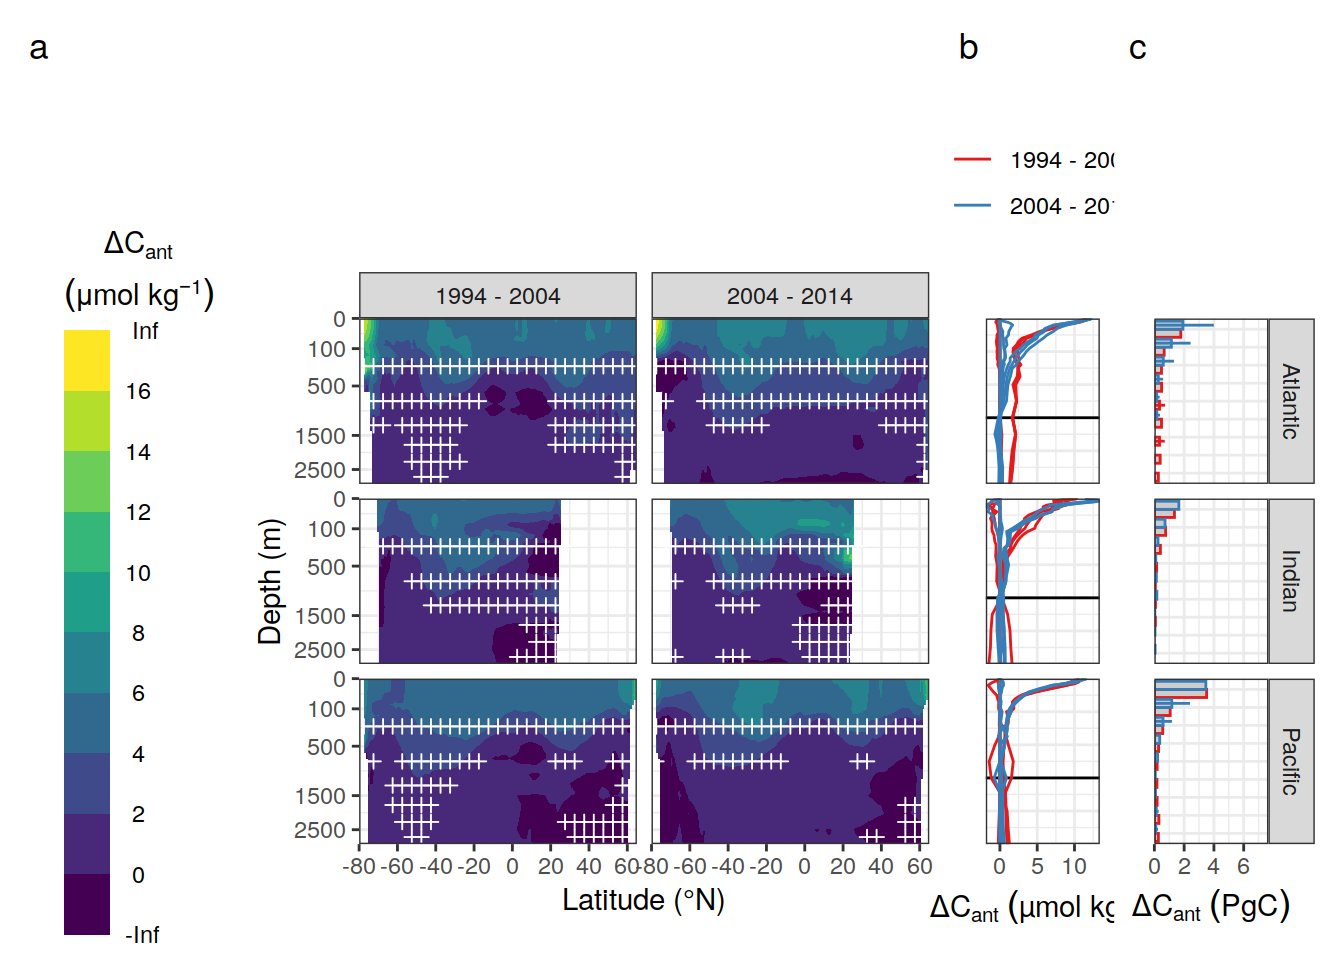 a
b
c
1994 - 200
2004 - 201
ΔCant
(μmol kg⁻¹)
Inf
16
14
12
10
8
6
4
2
0
-Inf
1994 - 2004
2004 - 2014
Depth (m)
0
100
500
1500
2500
Atlantic
0
100
500
1500
2500
Indian
0
100
500
1500
2500
Pacific
-80 -60 -40 -20 0 20 40 60
-80 -60 -40 -20 0 20 40 60
0 5 10
0 2 4 6
Latitude (°N)
ΔCant (μmol kg
ΔCant (PgC)